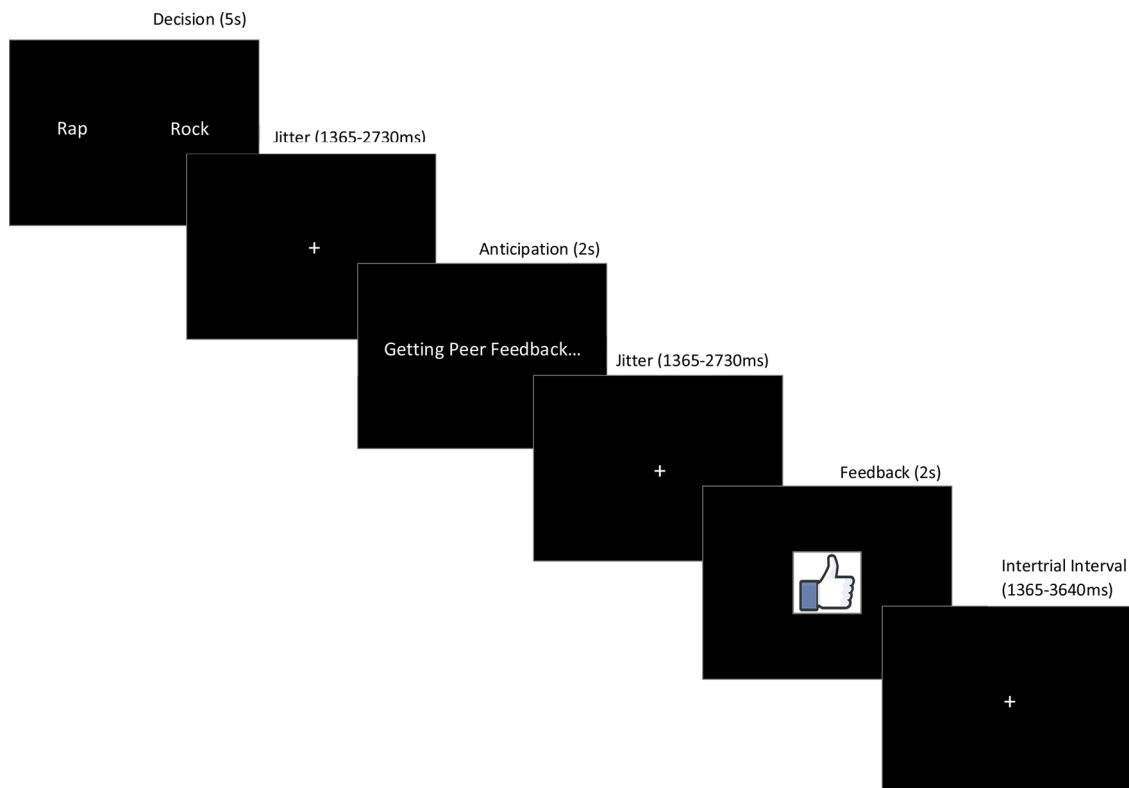 Decision (5s)
Rap Rock
Jitter (1365-2730ms)
+
Anticipation (2s)
Getting Peer Feedback...
Jitter (1365-2730ms)
+
Feedback (2s)
Intertrial Interval
(1365-3640ms)
+